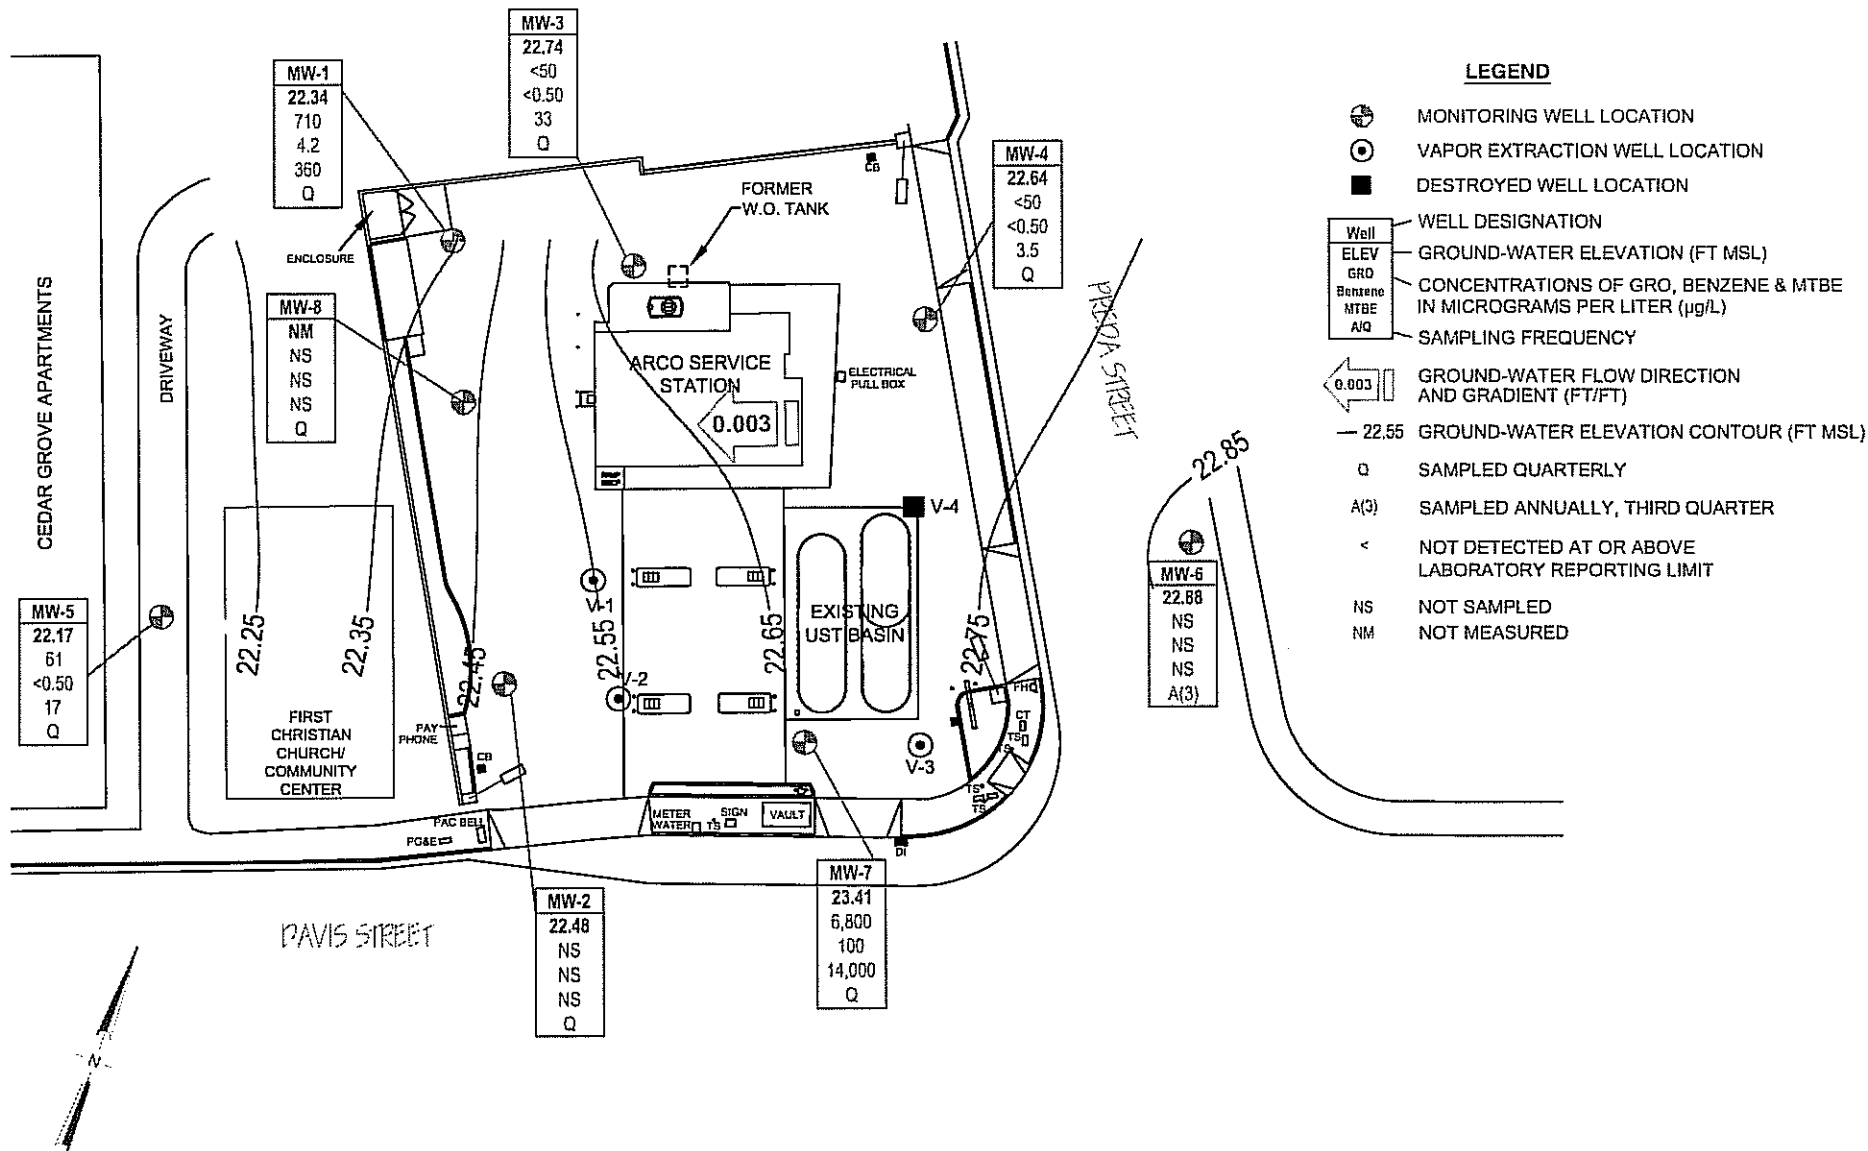 MW-3
22.74
<50
<0.50
33
Q
MW-1
22.34
710
4.2
360
Q
MW-4
22.64
<50
<0.50
3.5
Q
FORMER
W.O. TANK
CB
ENCLOSURE
MW-8
NM
NS
NS
NS
Q
CEDAR GROVE APARTMENTS
DRIVEWAY
ARCO SERVICE
STATION
0.003
ELECTRICAL
PULL BOX
PREDA STREET
22.85
V-4
MW-6
22.88
NS
NS
NS
A(3)
MW-5
22.17
61
<0.50
17
Q
V-1
V-2
V-3
EXISTING
UST BASIN
22.25
22.35
22.45
22.55
22.65
22.75
FIRST
CHRISTIAN
CHURCH/
COMMUNITY
CENTER
PAY
PHONE
CB
FH
CT
TS
TS
TS
TS
PAC BELL
PG&E
METER
WATER
TS
SIGN
VAULT
DI
MW-7
23.41
6,800
100
14,000
Q
MW-2
22.48
NS
NS
NS
Q
DAVIS STREET
N
LEGEND
MONITORING WELL LOCATION
VAPOR EXTRACTION WELL LOCATION
DESTROYED WELL LOCATION
Well
ELEV
GRO
Benzene
MTBE
A/Q
WELL DESIGNATION
GROUND-WATER ELEVATION (FT MSL)
CONCENTRATIONS OF GRO, BENZENE & MTBE
IN MICROGRAMS PER LITER (µg/L)
SAMPLING FREQUENCY
0.003 GROUND-WATER FLOW DIRECTION
AND GRADIENT (FT/FT)
22.55 GROUND-WATER ELEVATION CONTOUR (FT MSL)
Q SAMPLED QUARTERLY
A(3) SAMPLED ANNUALLY, THIRD QUARTER
< NOT DETECTED AT OR ABOVE
LABORATORY REPORTING LIMIT
NS NOT SAMPLED
NM NOT MEASURED